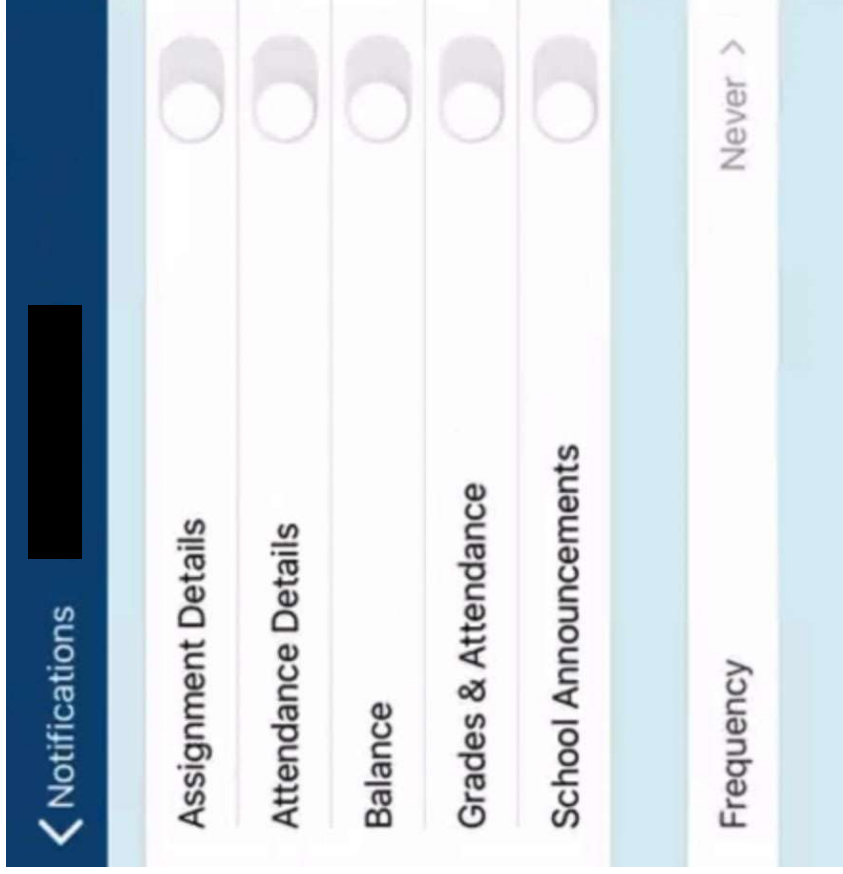 Notifications
Assignment Details
Attendance Details
Balance
Grades & Attendance
School Announcements
Frequency Never >